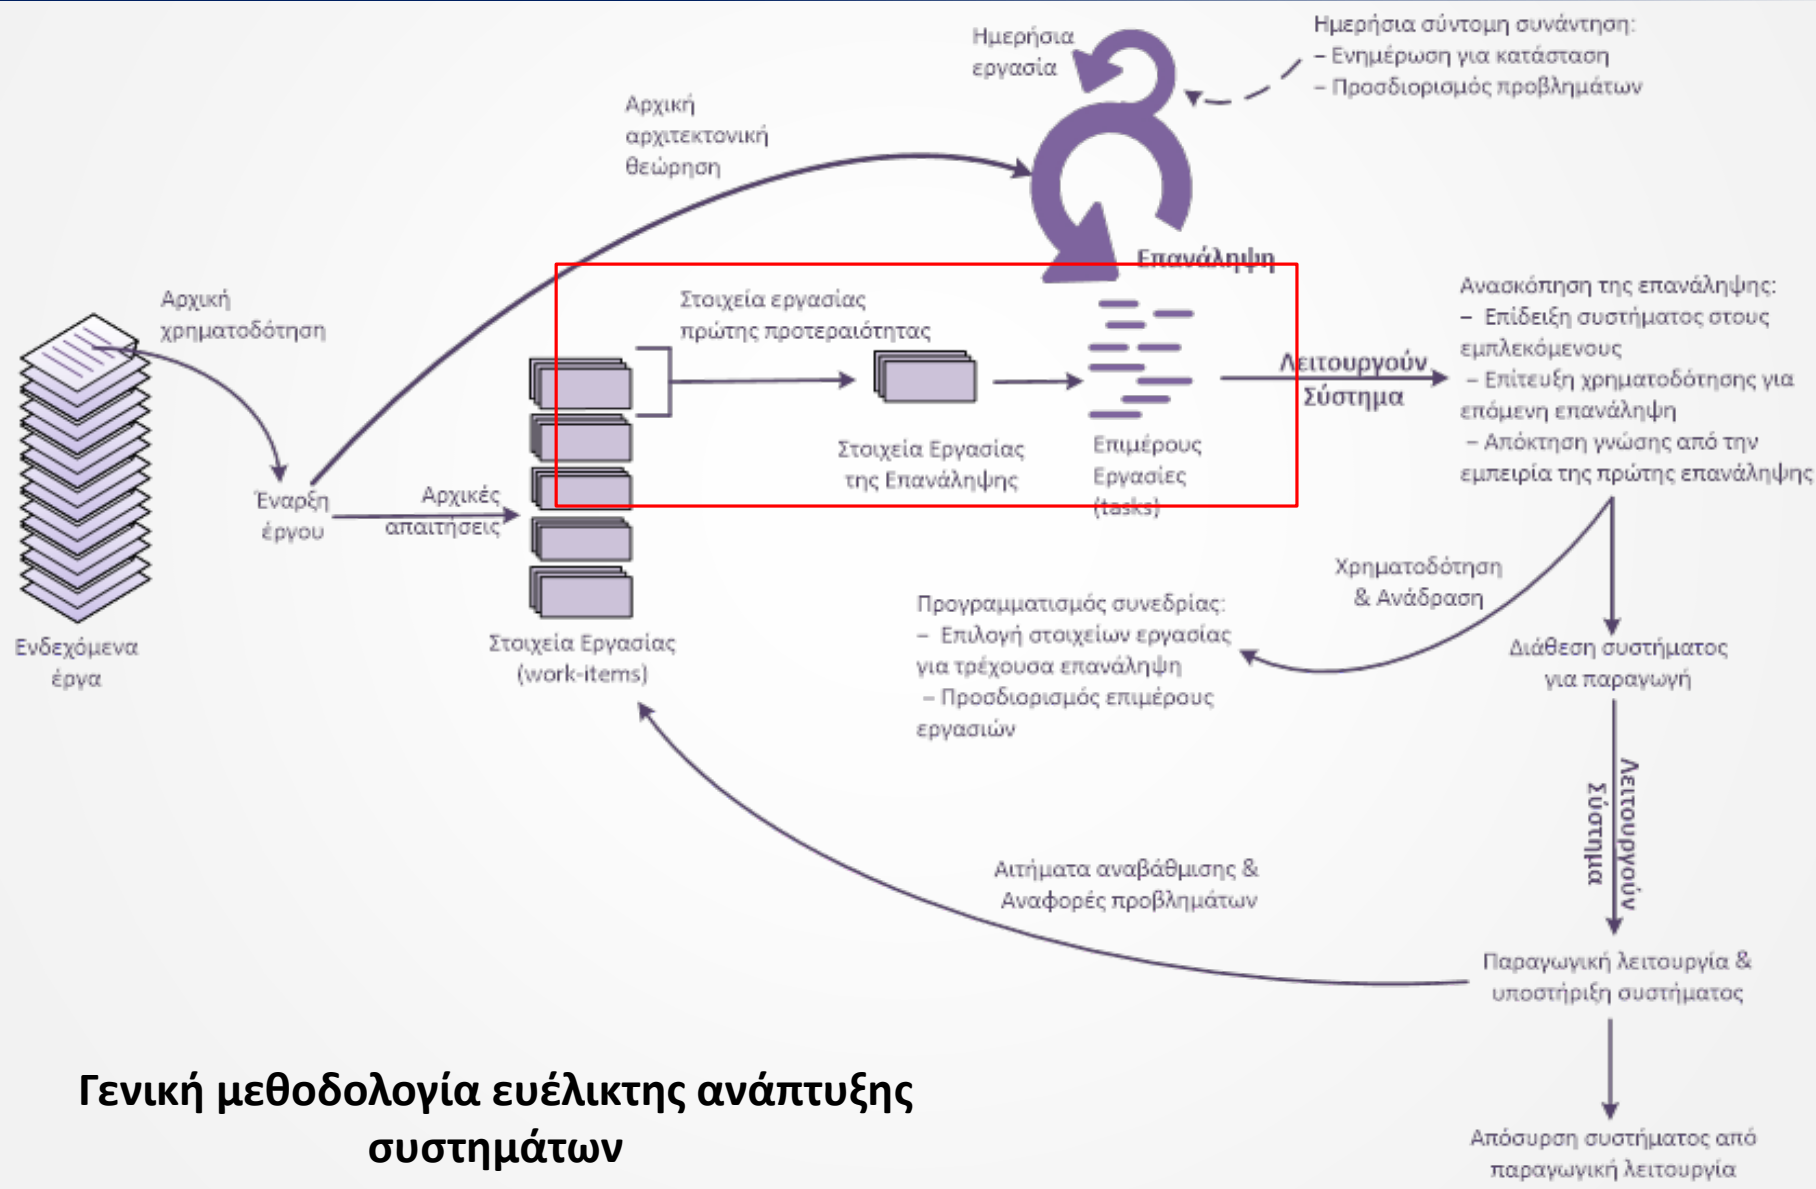 Ημερήσια
εργασία
Ημερήσια σύντομη συνάντηση:
– Ενημέρωση για κατάσταση
– Προσδιορισμός προβλημάτων
Αρχική
αρχιτεκτονική
θεώρηση
Επανάληψη
Αρχική
χρηματοδότηση
Στοιχεία εργασίας
πρώτης προτεραιότητας
Ανασκόπηση της επανάληψης:
– Επίδειξη συστήματος στους
εμπλεκόμενους
– Επίτευξη χρηματοδότησης για
επόμενη επανάληψη
– Απόκτηση γνώσης από την
εμπειρία της πρώτης επανάληψης
Λειτουργούν
Σύστημα
Στοιχεία Εργασίας
της Επανάληψης
Επιμέρους
Εργασίες
(tasks)
Έναρξη
έργου
Αρχικές
απαιτήσεις
Χρηματοδότηση
& Ανάδραση
Ενδεχόμενα
έργα
Στοιχεία Εργασίας
(work-items)
Προγραμματισμός συνεδρίας:
– Επιλογή στοιχείων εργασίας
για τρέχουσα επανάληψη
– Προσδιορισμός επιμέρους
εργασιών
Διάθεση συστήματος
για παραγωγή
Λειτουργούν
Σύστημα
Αιτήματα αναβάθμισης &
Αναφορές προβλημάτων
Παραγωγική λειτουργία &
υποστήριξη συστήματος
Απόσυρση συστήματος από
παραγωγική λειτουργία
Γενική μεθοδολογία ευέλικτης ανάπτυξης
συστημάτων